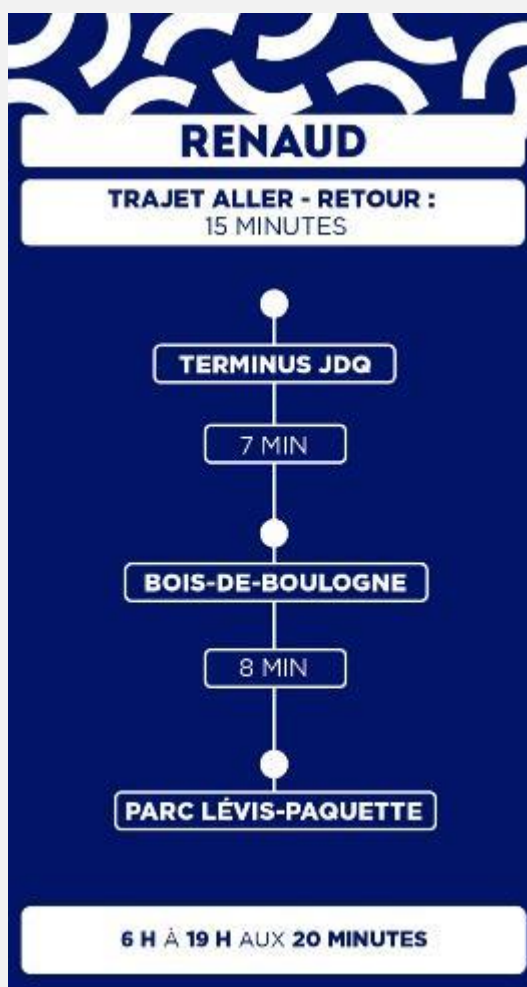 RENAUD
TRAJET ALLER - RETOUR :
15 MINUTES
TERMINUS JDQ
7 MIN
BOIS-DE-BOULOGNE
8 MIN
PARC LÉVIS-PAQUETTE
6 H À 19 H AUX 20 MINUTES